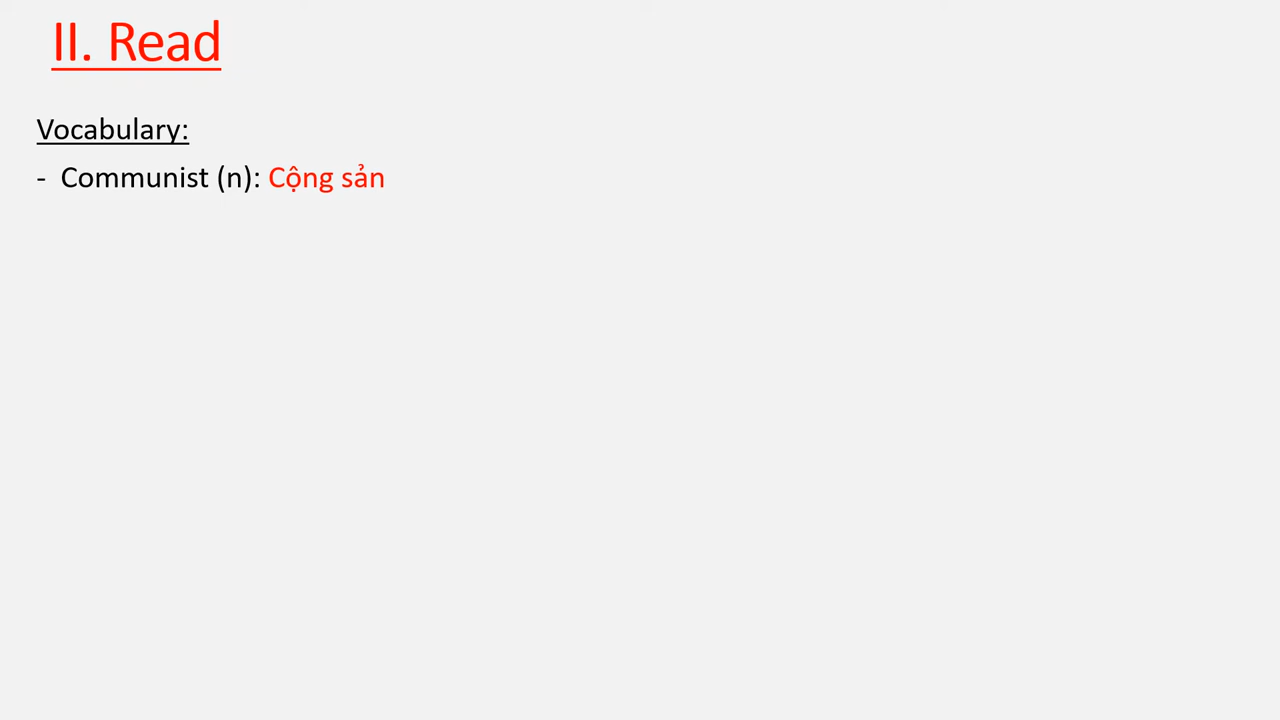 II. Read
Vocabulary:
- Communist (n): Cộng sản